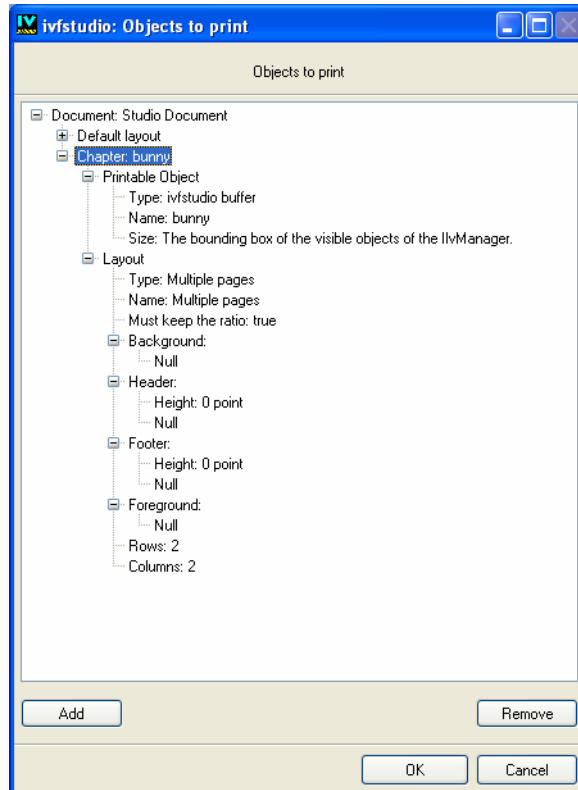 ivfstudio: Objects to print
Objects to print
Document: Studio Document
Default layout
Chapter: bunny
Printable Object
Type: ivfstudio buffer
Name: bunny
Size: The bounding box of the visible objects of the IlvManager.
Layout
Type: Multiple pages
Name: Multiple pages
Must keep the ratio: true
Background:
Null
Header:
Height: 0 point
Null
Footer:
Height: 0 point
Null
Foreground:
Null
Rows: 2
Columns: 2
Add
Remove
OK
Cancel